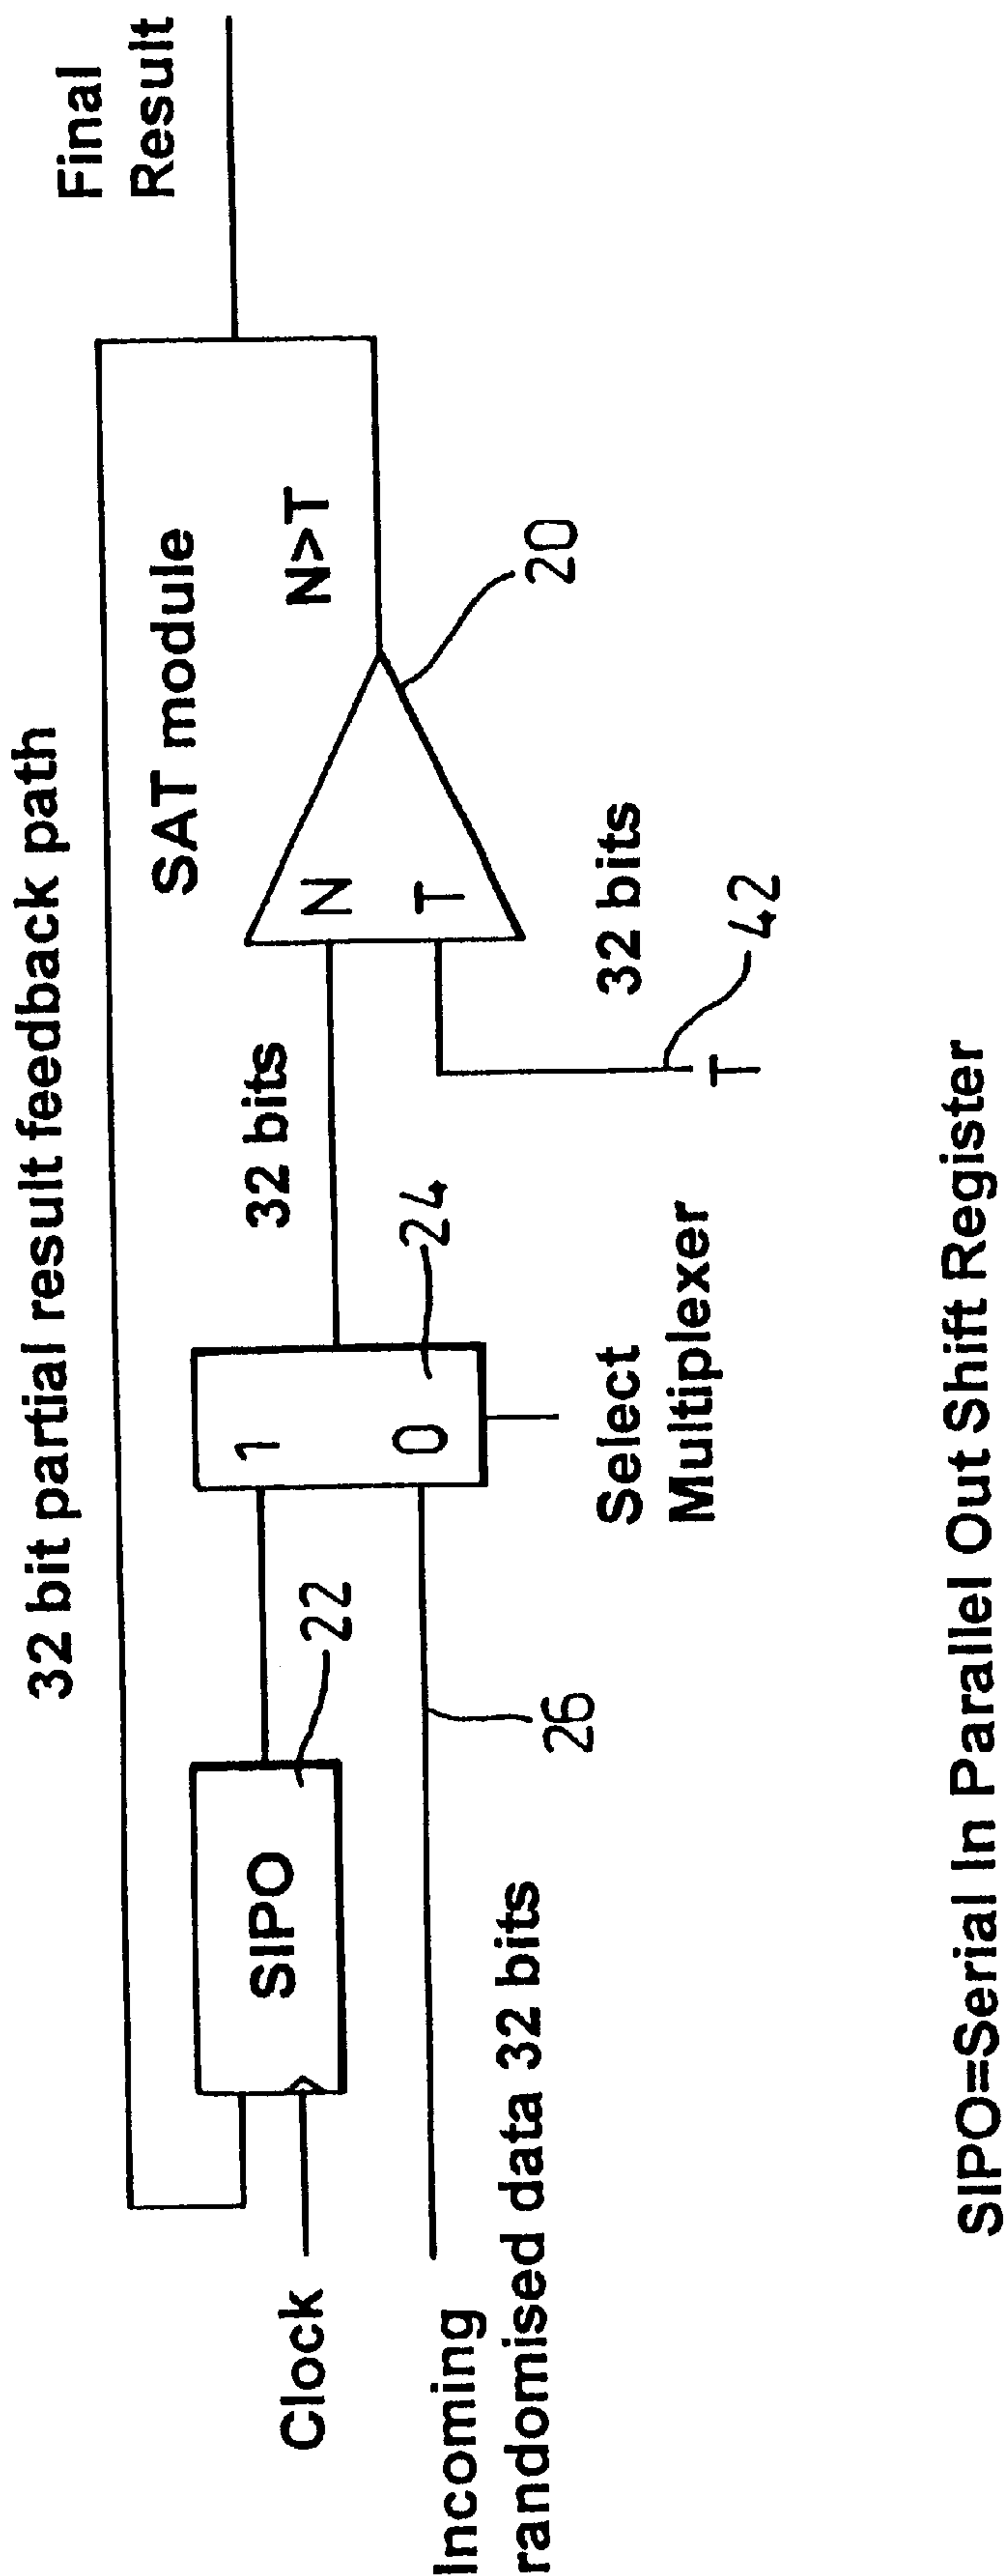 32 bit partial result feedback path
Final
Result
SAT module
N>T
SIPO
22
1
0
24
32 bits
N
T
20
Clock
26
Incoming
randomised data 32 bits
Select
Multiplexer
T
42
32 bits
SIPO=Serial In Parallel Out Shift Register